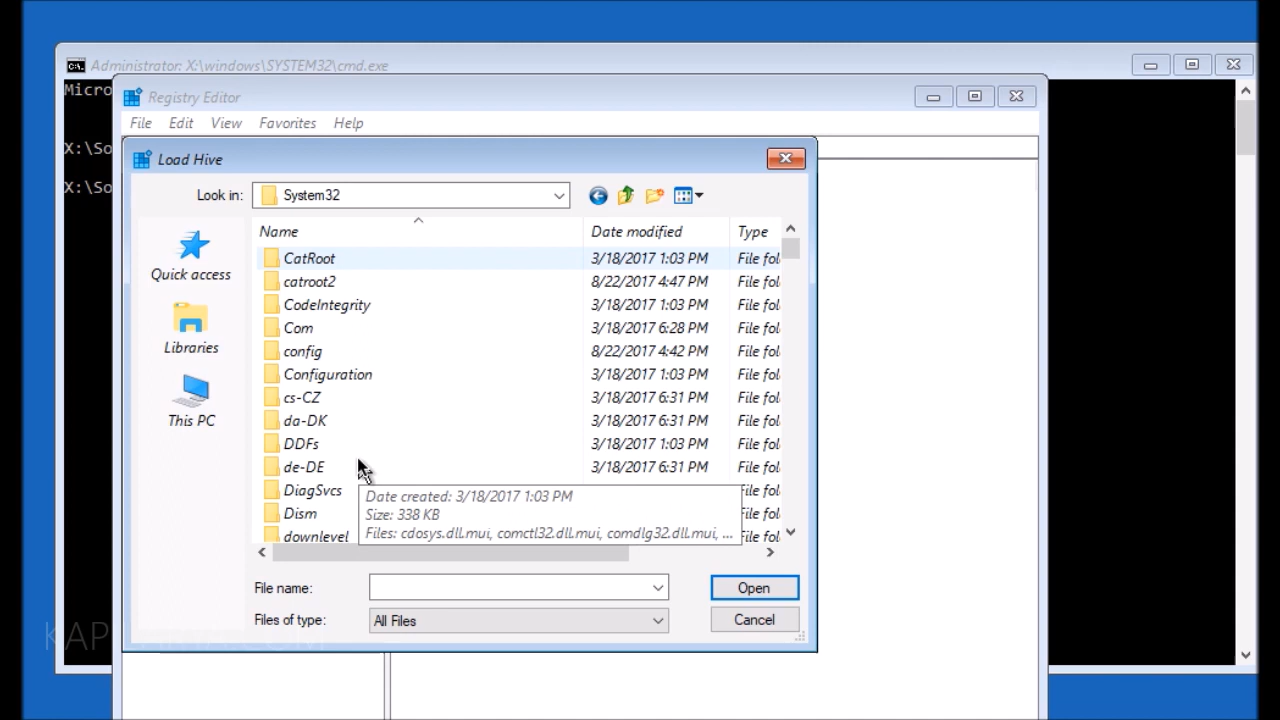 Administrator: X:\windows\SYSTEM32\cmd.exe
Micro
Registry Editor
File Edit View Favorites Help
X:\So
Load Hive
X:\So
Look in: System32
Name Date modified Type
Quick access
Libraries
This PC
CatRoot 3/18/2017 1:03 PM File fol
catroot2 8/22/2017 4:47 PM File fol
CodeIntegrity 3/18/2017 1:03 PM File fol
Com 3/18/2017 6:28 PM File fol
config 8/22/2017 4:42 PM File fol
Configuration 3/18/2017 1:03 PM File fol
cs-CZ 3/18/2017 6:31 PM File fol
da-DK 3/18/2017 6:31 PM File fol
DDFs 3/18/2017 1:03 PM File fol
de-DE 3/18/2017 6:31 PM File fol
DiagSvcs
Dism
downlevel File fol
Date created: 3/18/2017 1:03 PM
Size: 338 KB
Files: cdosys.dll.mui, comctl32.dll.mui, comdlg32.dll.mui, ...
File name: Open
Files of type: All Files Cancel